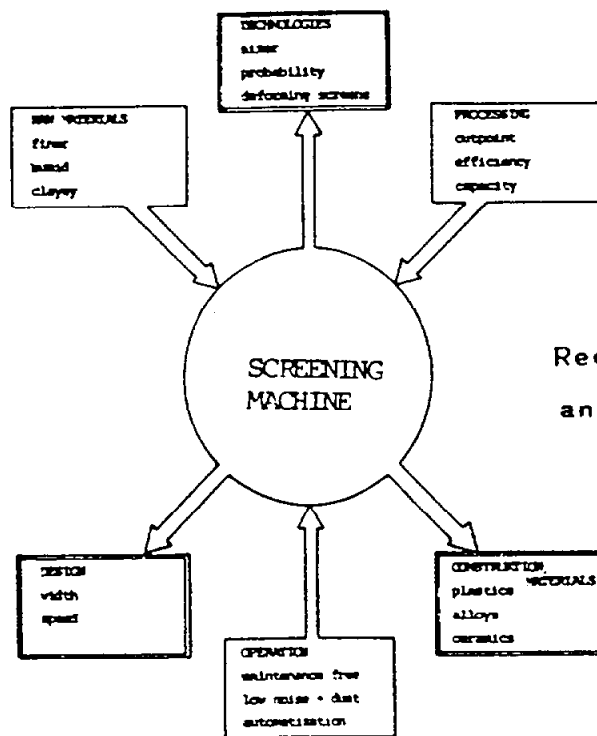 TECHNOLOGIES
sizer
probability
deforming screens
RAW MATERIALS
finer
humid
clayey
PROCESSING
cutpoint
efficiency
capacity
SCREENING
MACHINE
Re
an
DESIGN
width
speed
CONSTRUCTION
MATERIALS
plastics
alloys
ceramics
OPERATION
maintenance free
low noise + dust
automatization